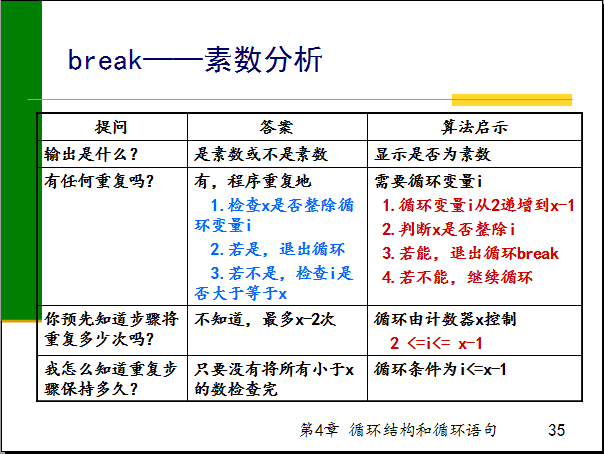 break——素数分析
提问
答案
算法启示
输出是什么？
是素数或不是素数
显示是否为素数
有任何重复吗？
有，程序重复地
1.检查x是否整除循
环变量i
2.若是，退出循环
3.若不是，检查i是
否大于等于x
需要循环变量i
1.循环变量i从2递增到x-1
2.判断x是否整除i
3.若能，退出循环break
4.若不能，继续循环
你预先知道步骤将
重复多少次吗？
不知道，最多x-2次
循环由计数器x控制
2 <=i<= x-1
我怎么知道重复步
骤保持多久？
只要没有将所有小于x
的数检查完
循环条件为i<=x-1
第4章 循环结构和循环语句
35